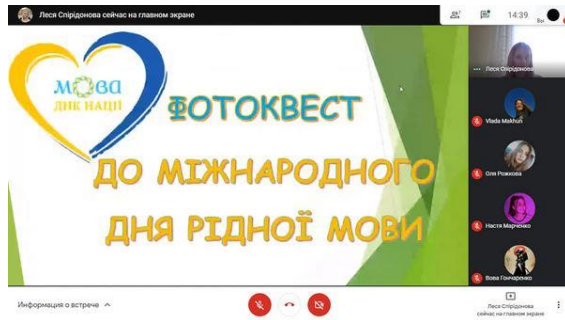 Леся Спірідонова сейчас на главном экране
14:39
МОВА
ДНК НАЦІЇ
ФОТОКВЕСТ
ДО МІЖНАРОДНОГО
ДНЯ РІДНОЇ МОВИ
Леся Спірідонова
Vlada Makhun
Оля Рожкова
Настя Марченко
Вова Гончаренко
Информация о встрече
Леся Спірідонова
сейчас на главном экране